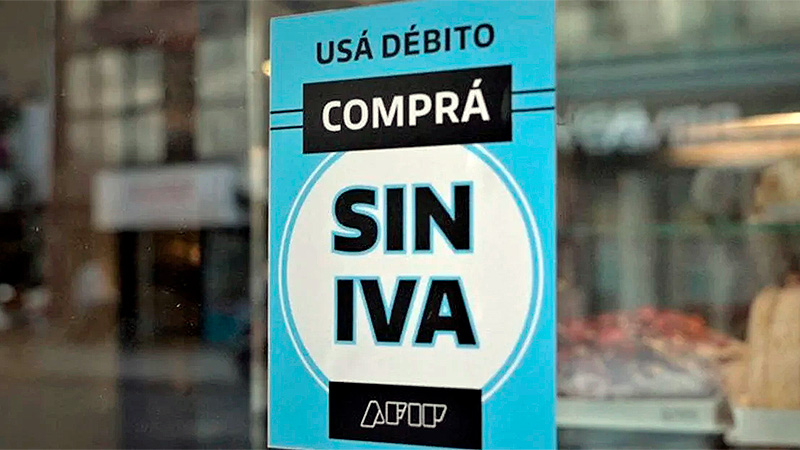 USÁ DÉBITO
COMPRÁ
SIN
IVA
AFIP